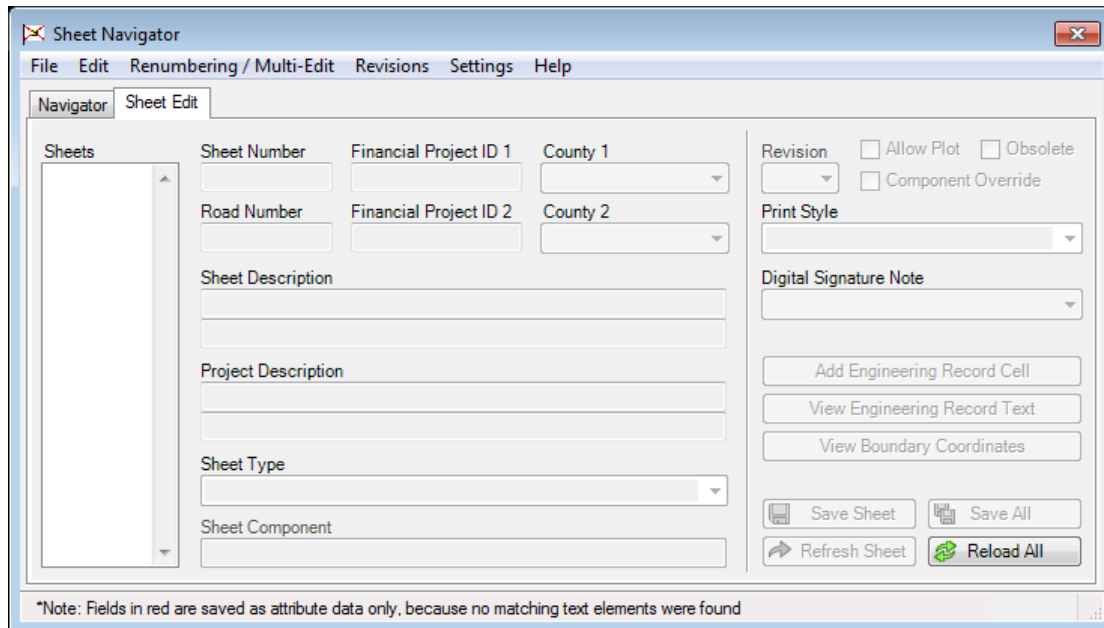 Sheet Navigator
File Edit Renumbering / Multi-Edit Revisions Settings Help
Navigator Sheet Edit
Sheets
Sheet Number Financial Project ID 1 County 1
Road Number Financial Project ID 2 County 2
Sheet Description
Project Description
Sheet Type
Sheet Component
Revision Allow Plot Obsolete
Component Override
Print Style
Digital Signature Note
Add Engineering Record Cell
View Engineering Record Text
View Boundary Coordinates
Save Sheet Save All
Refresh Sheet Reload All
*Note: Fields in red are saved as attribute data only, because no matching text elements were found